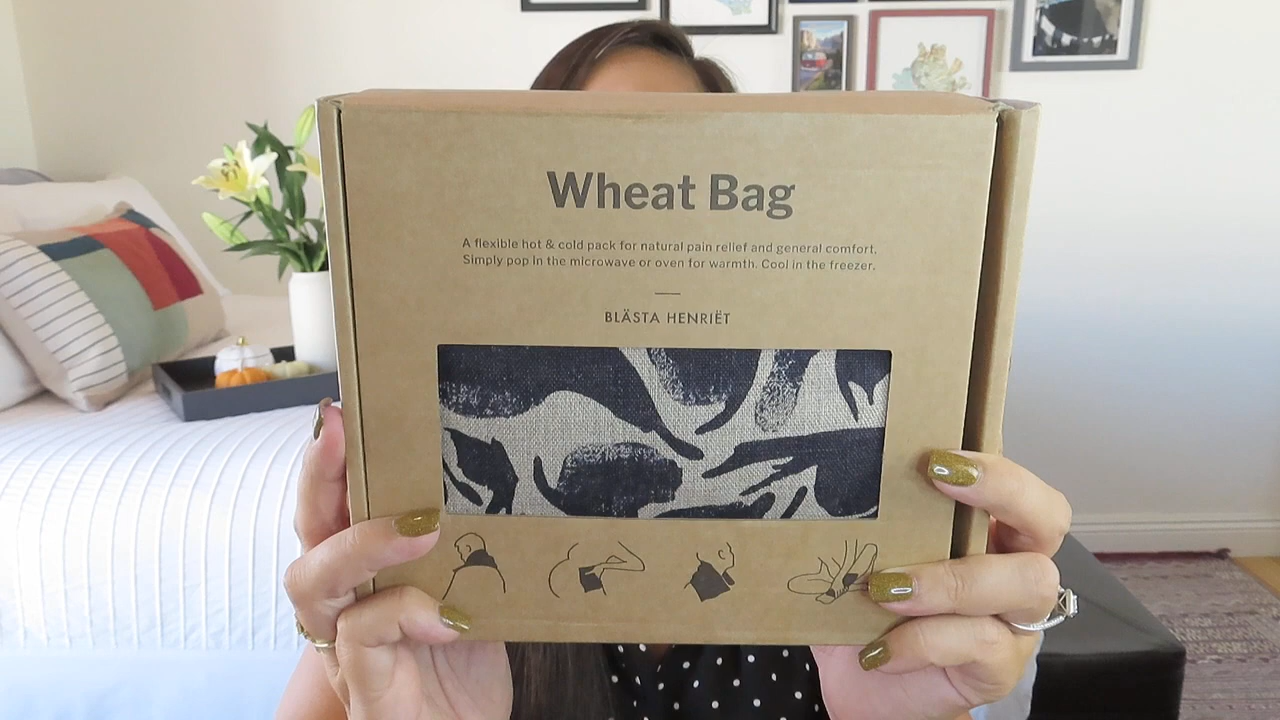 Wheat Bag
A flexible hot & cold pack for natural pain relief and general comfort.
Simply pop in the microwave or oven for warmth. Cool in the freezer.
BLÄSTA HENRIËT